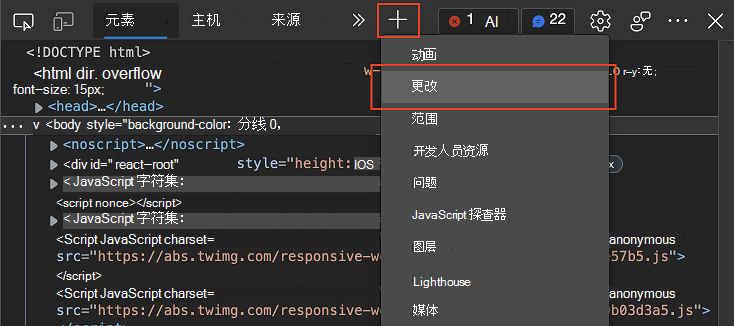 元素 主机 来源 1 AI 22
<!DOCTYPE html>
动画
<html dir. overflow w— or-y:无;
font-size: 15px; ">
更改
<head>…</head>
范围
… v <body style="background-color: 分线 0,
<noscript>…</noscript>
开发人员资源
<div id=" react-root" style="height: IOS x
<JavaScript 字符集:
问题
<script nonce></script>
JavaScript 探查器
<JavaScript 字符集:
<Script JavaScript charset= anonymous
图层
src="https://abs.twimg.com/responsive-w 57b5.js">
</script>
Lighthouse
<Script JavaScript charset= anonymous
媒体
src="https://abs.twimg.com/responsive-w b03d3a5.js">